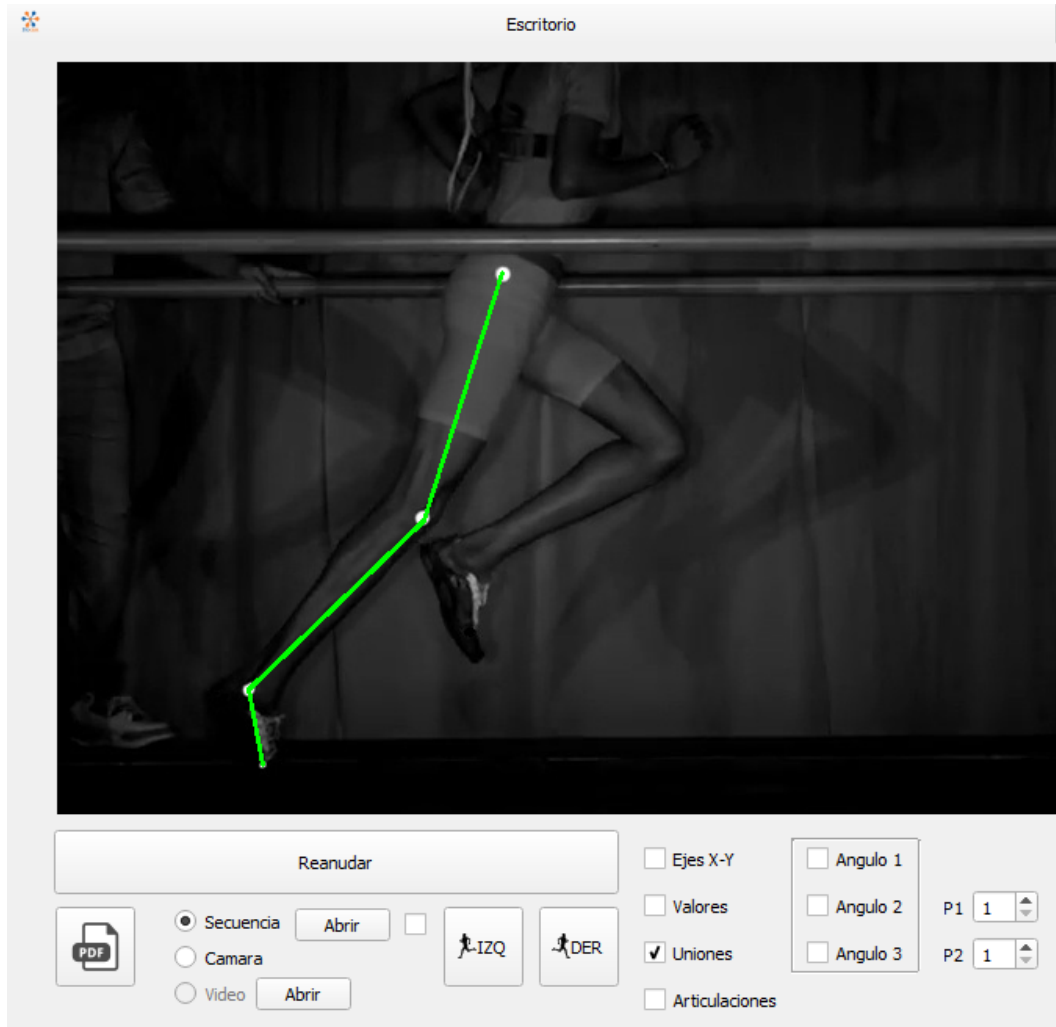 Escritorio
Reanudar
PDF
Secuencia
Abrir
Camara
Video
Abrir
IZQ
DER
Ejes X-Y
Valores
Uniones
Articulaciones
Angulo 1
Angulo 2
Angulo 3
P1 1
P2 1